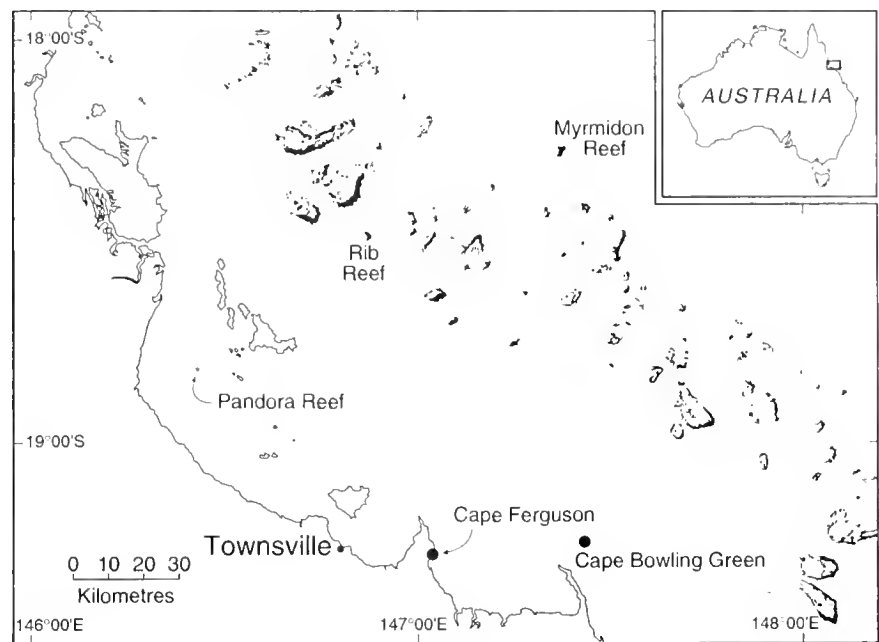 18°00'S
AUSTRALIA
Myrmidon
Reef
Rib
Reef
Pandora Reef
19°00'S
Cape Ferguson
Townsville
Cape Bowling Green
0 10 20 30
Kilometres
146°00'E
147°00'E
148°00'E